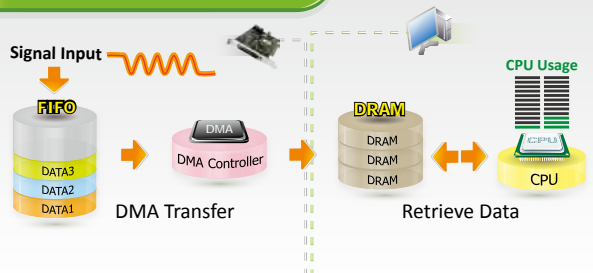 Signal Input
CPU Usage
FIFO
DRAM
DMA
CPU
DRAM
DMA Controller
DRAM
DATA3
DRAM
CPU
DATA2
DATA1
DMA Transfer
Retrieve Data